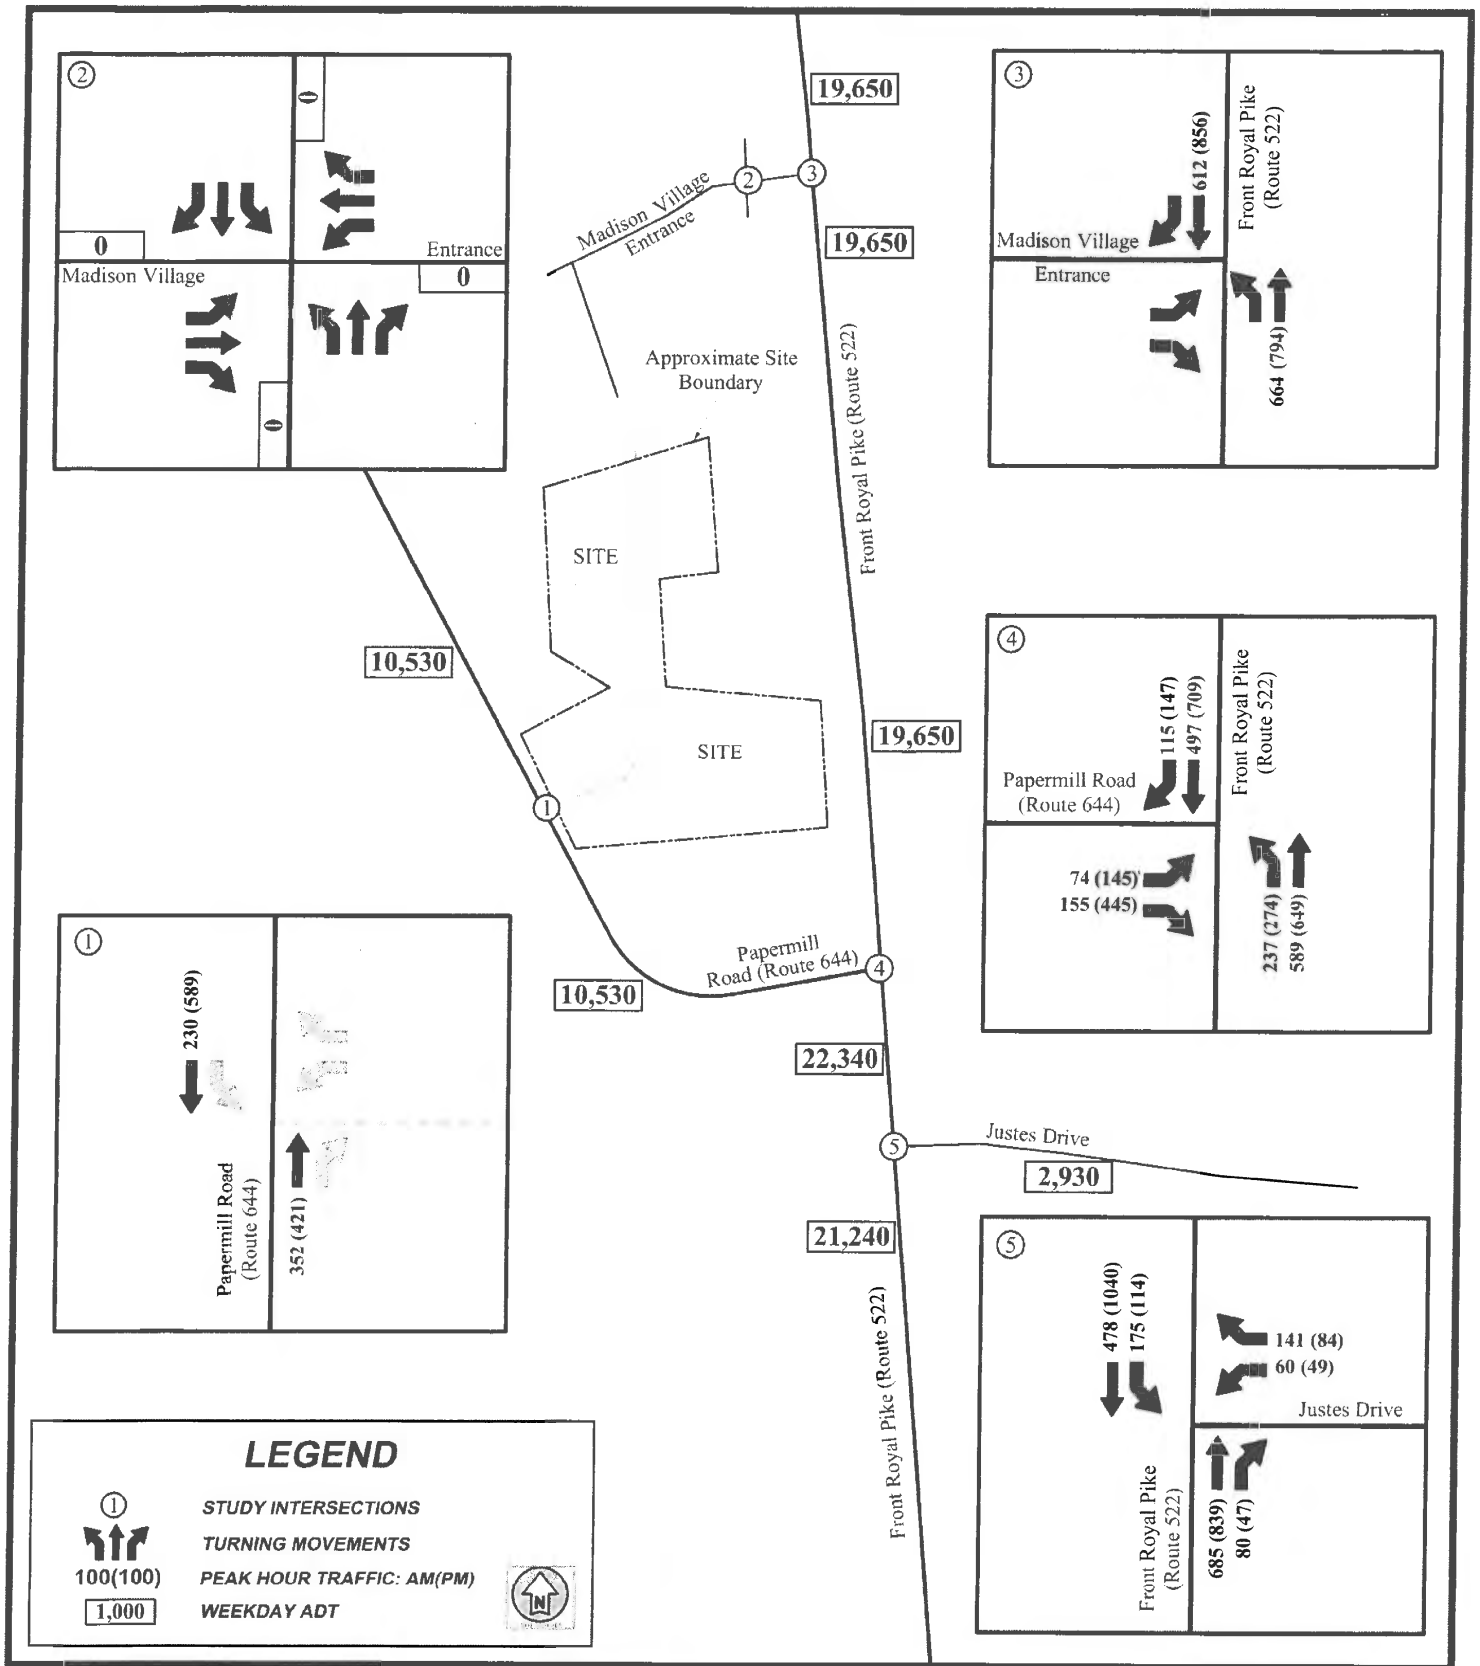 2
0
0
Entrance
0
Madison Village
0
19,650
3
2
Madison Village
Entrance
19,650
Approximate Site
Boundary
Front Royal Pike (Route 522)
3
612 (856)
Front Royal Pike
(Route 522)
Madison Village
Entrance
664 (794)
SITE
10,530
SITE
19,650
1
4
115 (147)
497 (709)
Front Royal Pike
(Route 522)
Papermill Road
(Route 644)
74 (145)
155 (445)
237 (274)
589 (649)
1
230 (589)
Papermill Road
(Route 644)
352 (421)
Papermill
Road (Route 644)
4
10,530
22,340
5
Justes Drive
2,930
21,240
Front Royal Pike (Route 522)
5
478 (1040)
175 (114)
141 (84)
60 (49)
Justes Drive
Front Royal Pike
(Route 522)
685 (839)
80 (47)
LEGEND
1 STUDY INTERSECTIONS
TURNING MOVEMENTS
100(100) PEAK HOUR TRAFFIC: AM(PM)
1,000 WEEKDAY ADT
N